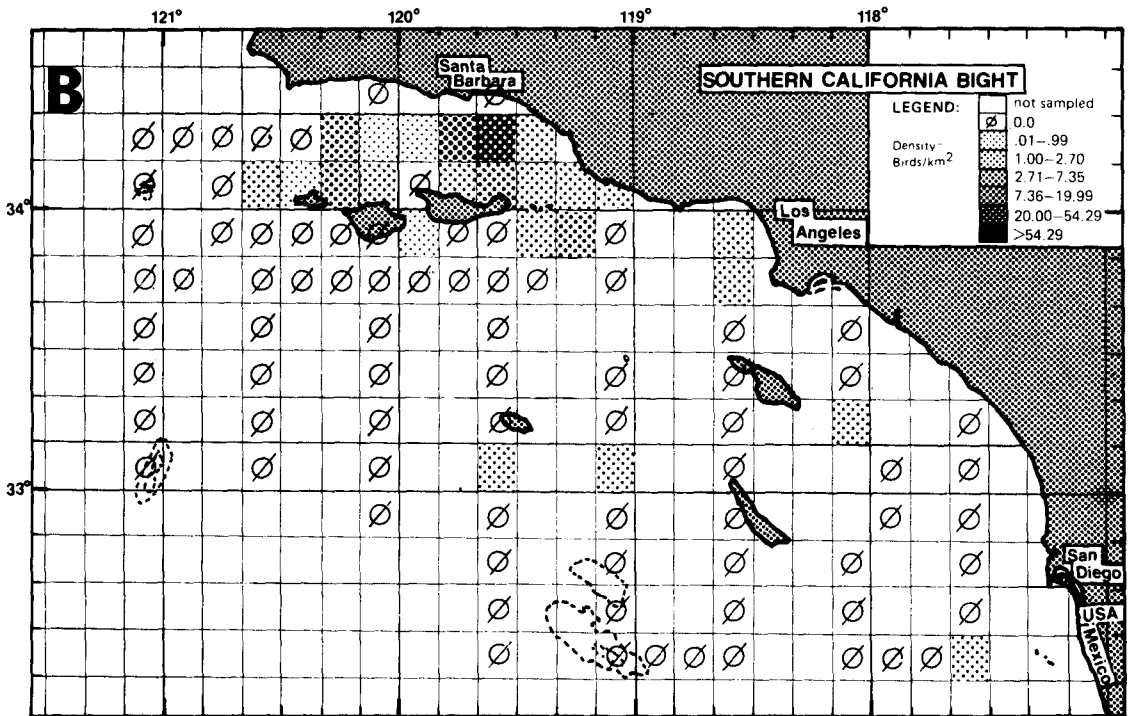 121° 120° 119° 118°
B
Santa
Barbara
SOUTHERN CALIFORNIA BIGHT
LEGEND:
Density-
Birds/km²
not sampled
0.0
.01-.99
1.00-2.70
2.71-7.35
7.36-19.99
20.00-54.29
>54.29
34°
Los
Angeles
33°
San
Diego
USA
Mexico